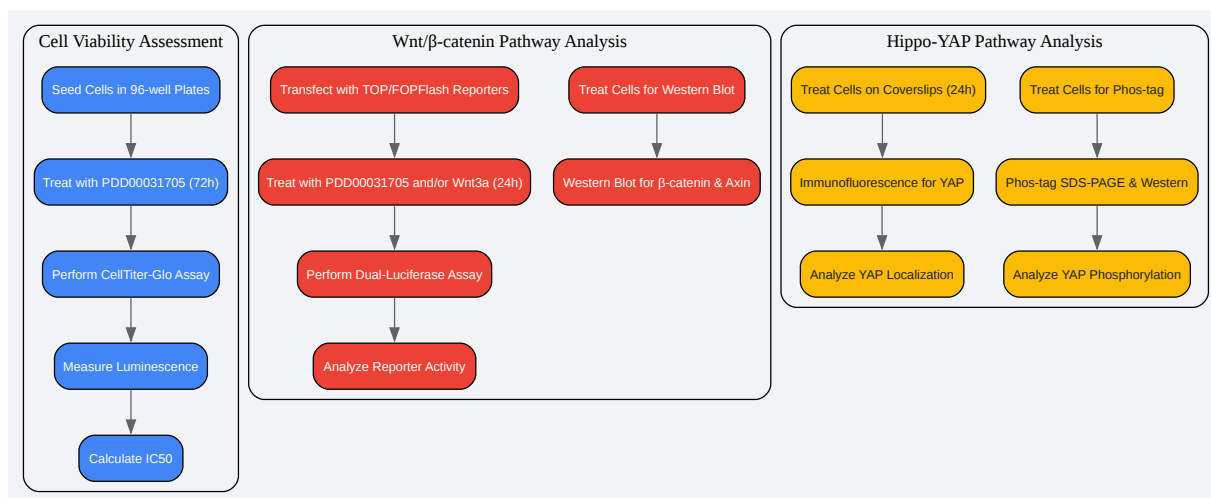 Cell Viability Assessment
Seed Cells in 96-well Plates
Treat with PDD00031705 (72h)
Perform CellTiter-Glo Assay
Measure Luminescence
Calculate IC50
Wnt/β-catenin Pathway Analysis
Transfect with TOP/FOPFlash Reporters
Treat with PDD00031705 and/or Wnt3a (24h)
Perform Dual-Luciferase Assay
Analyze Reporter Activity
Treat Cells for Western Blot
Western Blot for β-catenin & Axin
Hippo-YAP Pathway Analysis
Treat Cells on Coverslips (24h)
Immunofluorescence for YAP
Analyze YAP Localization
Treat Cells for Phos-tag
Phos-tag SDS-PAGE & Western
Analyze YAP Phosphorylation